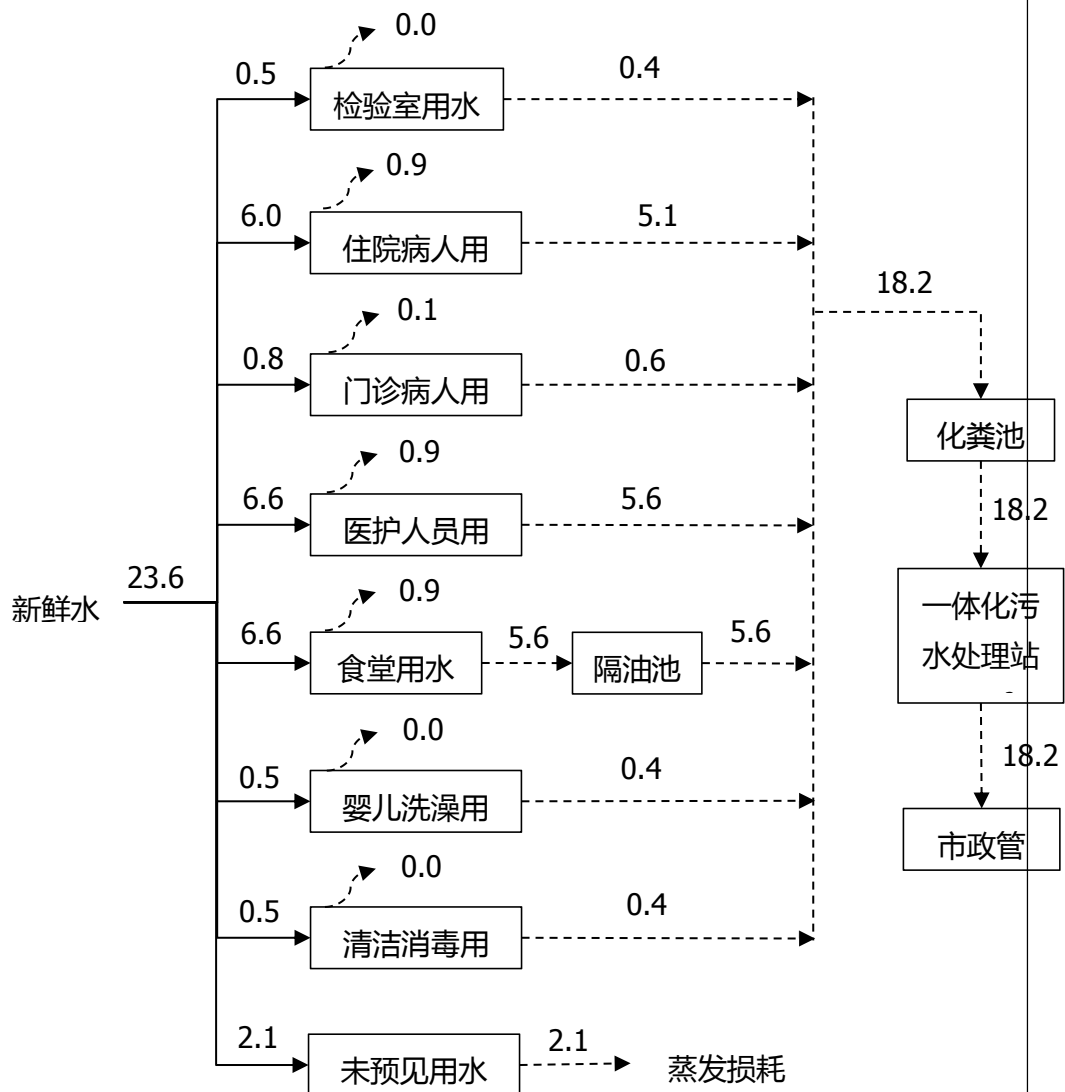 0.0
0.5
检验室用水
0.4
0.9
6.0
住院病人用
5.1
18.2
0.1
0.8
门诊病人用
0.6
化粪池
0.9
6.6
医护人员用
5.6
18.2
新鲜水
23.6
0.9
6.6
食堂用水
5.6
隔油池
5.6
一体化污
水处理站
0.0
0.5
婴儿洗澡用
0.4
18.2
市政管
0.0
0.5
清洁消毒用
0.4
2.1
未预见用水
2.1
蒸发损耗